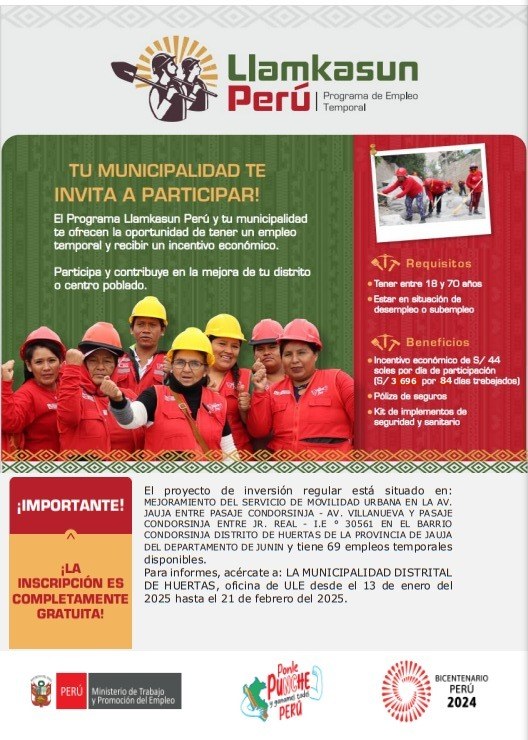 Llamkasun
Perú
Programa de Empleo
Temporal
TU MUNICIPALIDAD TE
INVITA A PARTICIPAR!
El Programa Llamkasun Perú y tu municipalidad
te ofrecen la oportunidad de tener un empleo
temporal y recibir un incentivo económico.
Participa y contribuye en la mejora de tu distrito
o centro poblado.
Requisitos
Tener entre 18 y 70 años
Estar en situación de
desempleo o subempleo
Beneficios
Incentivo económico de S/ 44
soles por día de participación
(S/ 3 696 por 84 días trabajados)
Póliza de seguros
Kit de implementos de
seguridad y sanitario
¡IMPORTANTE!
¡LA
INSCRIPCIÓN ES
COMPLETAMENTE
GRATUITA!
El proyecto de inversión regular está situado en:
MEJORAMIENTO DEL SERVICIO DE MOVILIDAD URBANA EN LA AV.
JAUJA ENTRE PASAJE CONDORSINJA - AV. VILLANUEVA Y PASAJE
CONDORSINJA ENTRE JR. REAL - I.E ° 30561 EN EL BARRIO
CONDORSINJA DISTRITO DE HUERTAS DE LA PROVINCIA DE JAUJA
DEL DEPARTAMENTO DE JUNIN y tiene 69 empleos temporales
disponibles.
Para informes, acércate a: LA MUNICIPALIDAD DISTRITAL
DE HUERTAS, oficina de ULE desde el 13 de enero del
2025 hasta el 21 de febrero del 2025.
PERÚ
Ministerio de Trabajo
y Promoción del Empleo
Ponle
PUNCHE
y ganamos todos
PERÚ
BICENTENARIO
PERÚ
2024